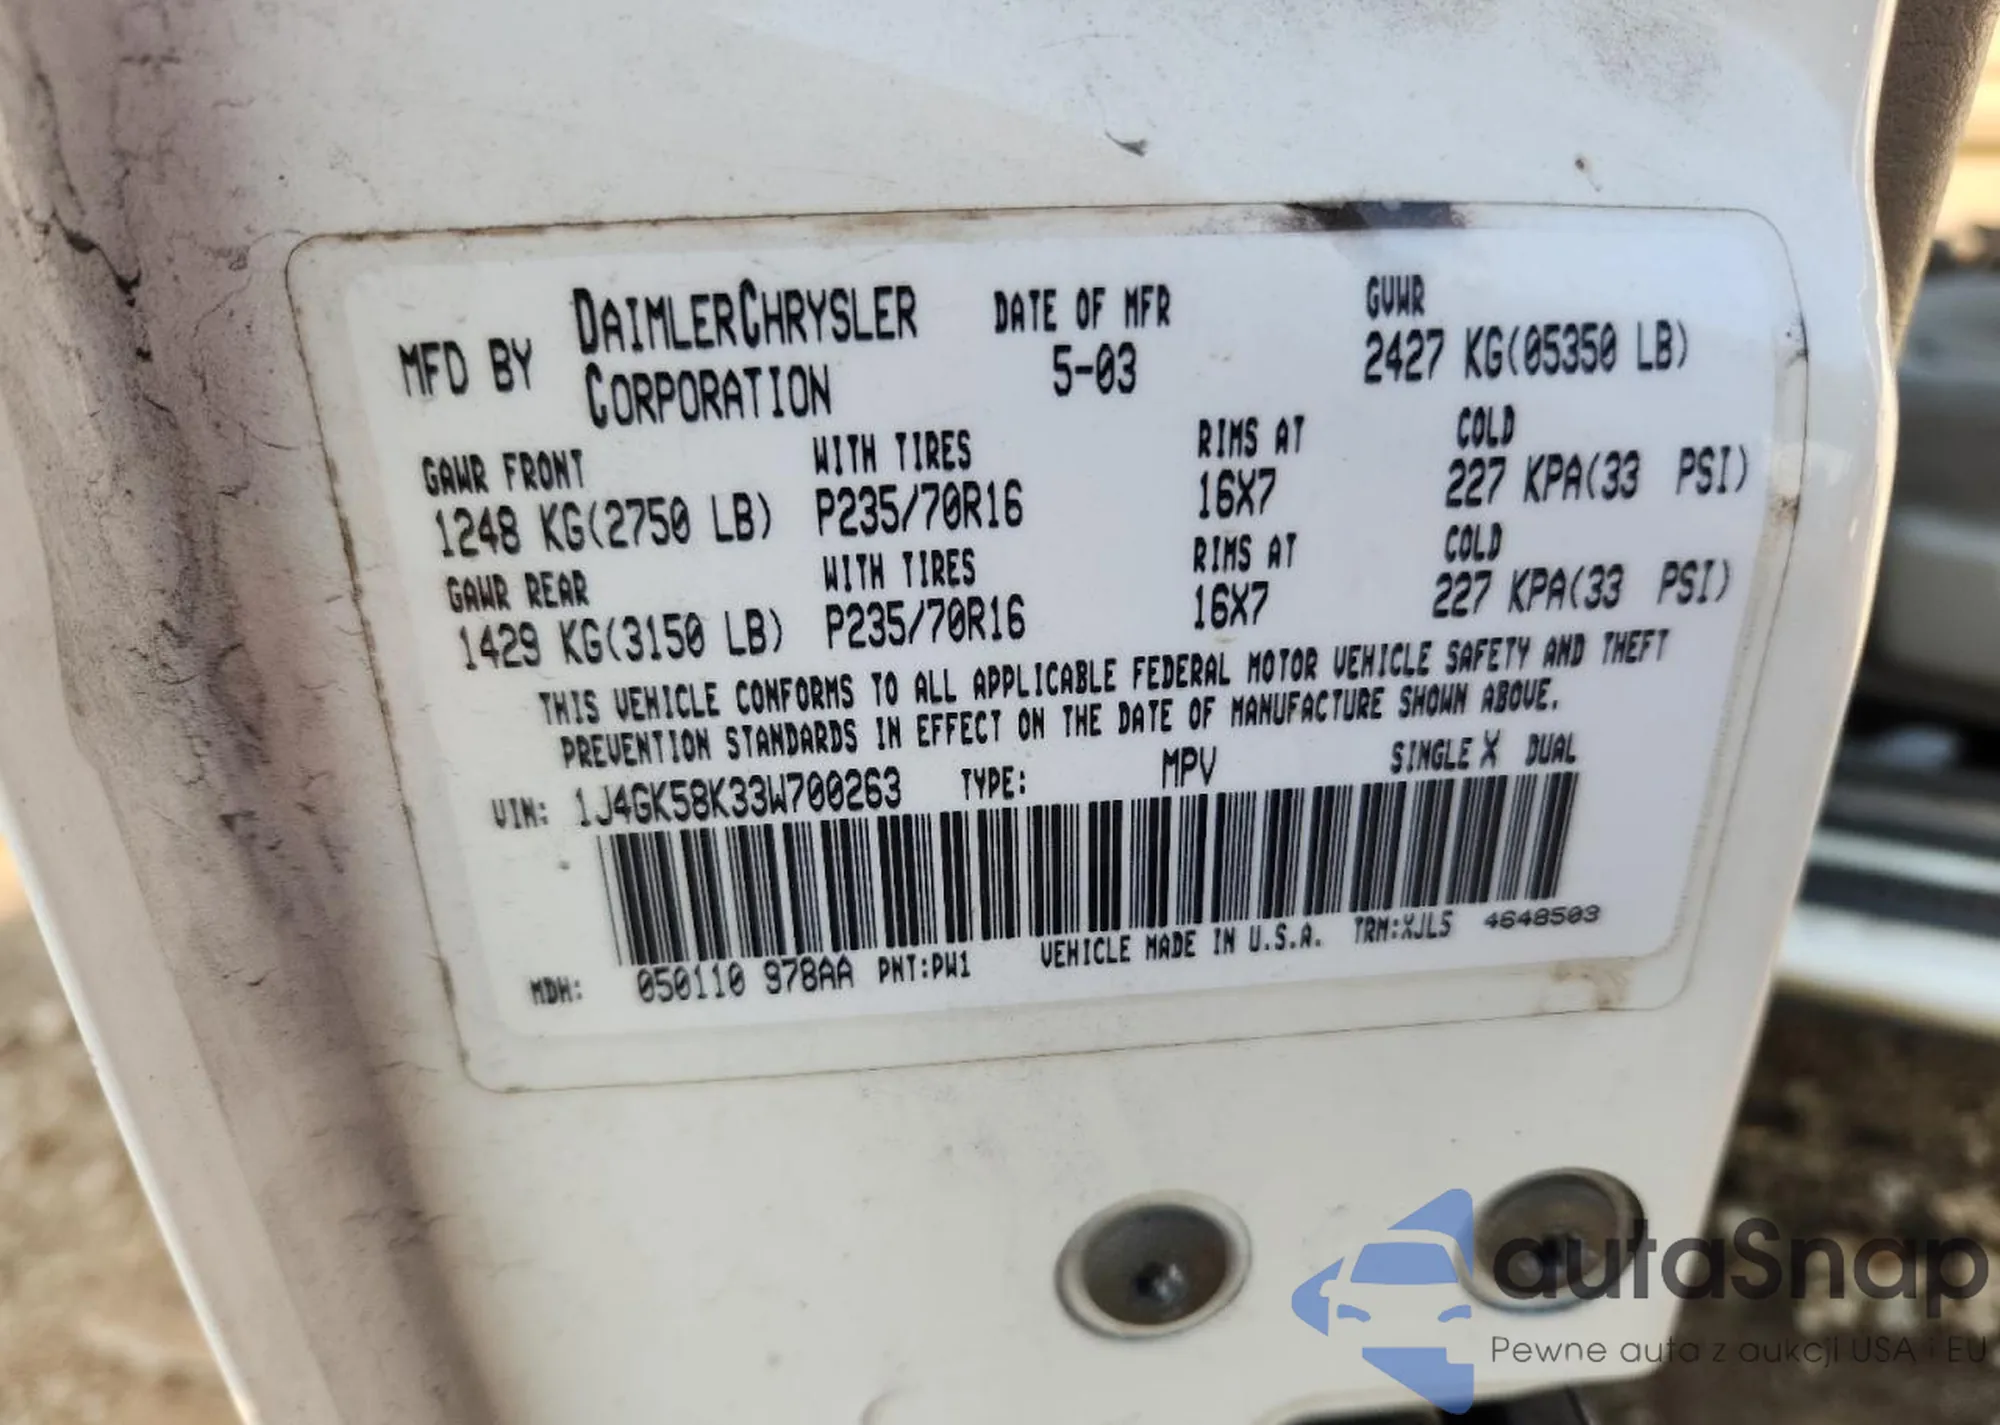 MFD BY DAIMLERCHRYSLER CORPORATION
DATE OF MFR
5-03
GVWR
2427 KG(05350 LB)
GAWR FRONT WITH TIRES RIMS AT COLD
1248 KG(2750 LB) P235/70R16 16X7 227 KPA(33 PSI)
GAWR REAR WITH TIRES RIMS AT COLD
1429 KG(3150 LB) P235/70R16 16X7 227 KPA(33 PSI)
THIS VEHICLE CONFORMS TO ALL APPLICABLE FEDERAL MOTOR VEHICLE SAFETY AND THEFT
PREVENTION STANDARDS IN EFFECT ON THE DATE OF MANUFACTURE SHOWN ABOVE.
VIN: 1J4GK58K33W700263 TYPE: MPV SINGLE X DUAL
MDH: 050110 978AA PNT:PW1 VEHICLE MADE IN U.S.A. TRM:XJL5 4648503
autaSnap
Pewne auta z aukcji USA i EU